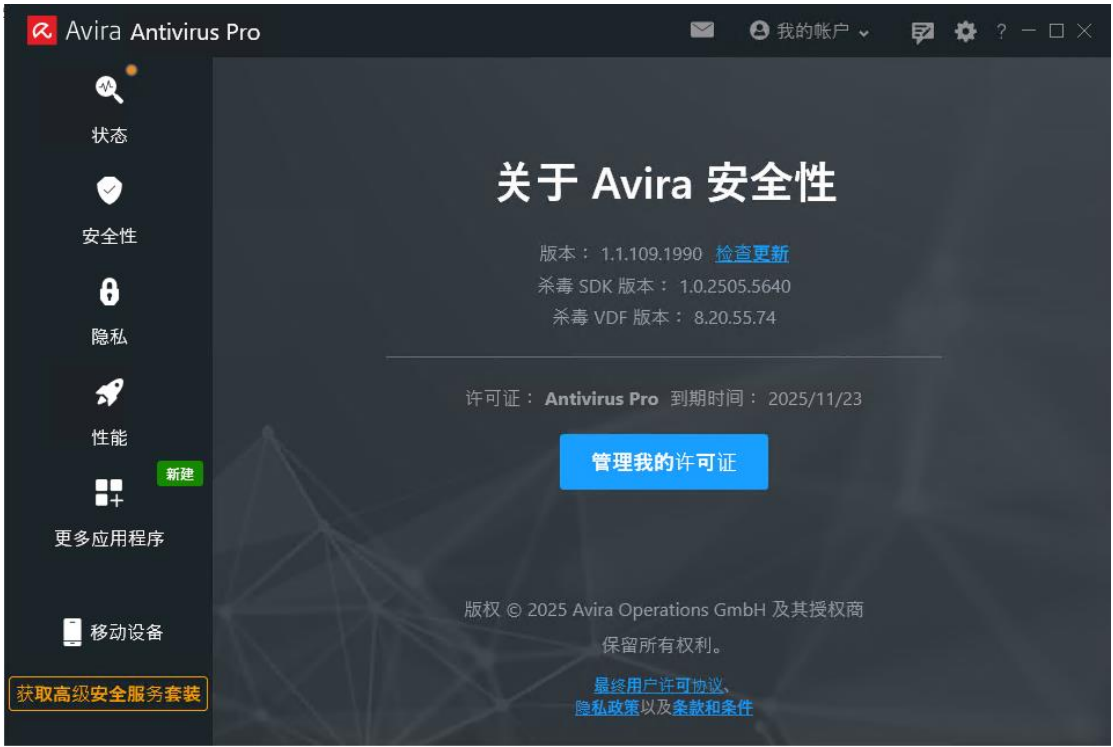 Avira Antivirus Pro
我的帐户
?
状态
安全性
隐私
性能
新建
更多应用程序
移动设备
获取高级安全服务套装
关于 Avira 安全性
版本： 1.1.109.1990 检查更新
杀毒 SDK 版本： 1.0.2505.5640
杀毒 VDF 版本： 8.20.55.74
许可证： Antivirus Pro 到期时间： 2025/11/23
管理我的许可证
版权 © 2025 Avira Operations GmbH 及其授权商
保留所有权利。
最终用户许可协议、
隐私政策以及条款和条件